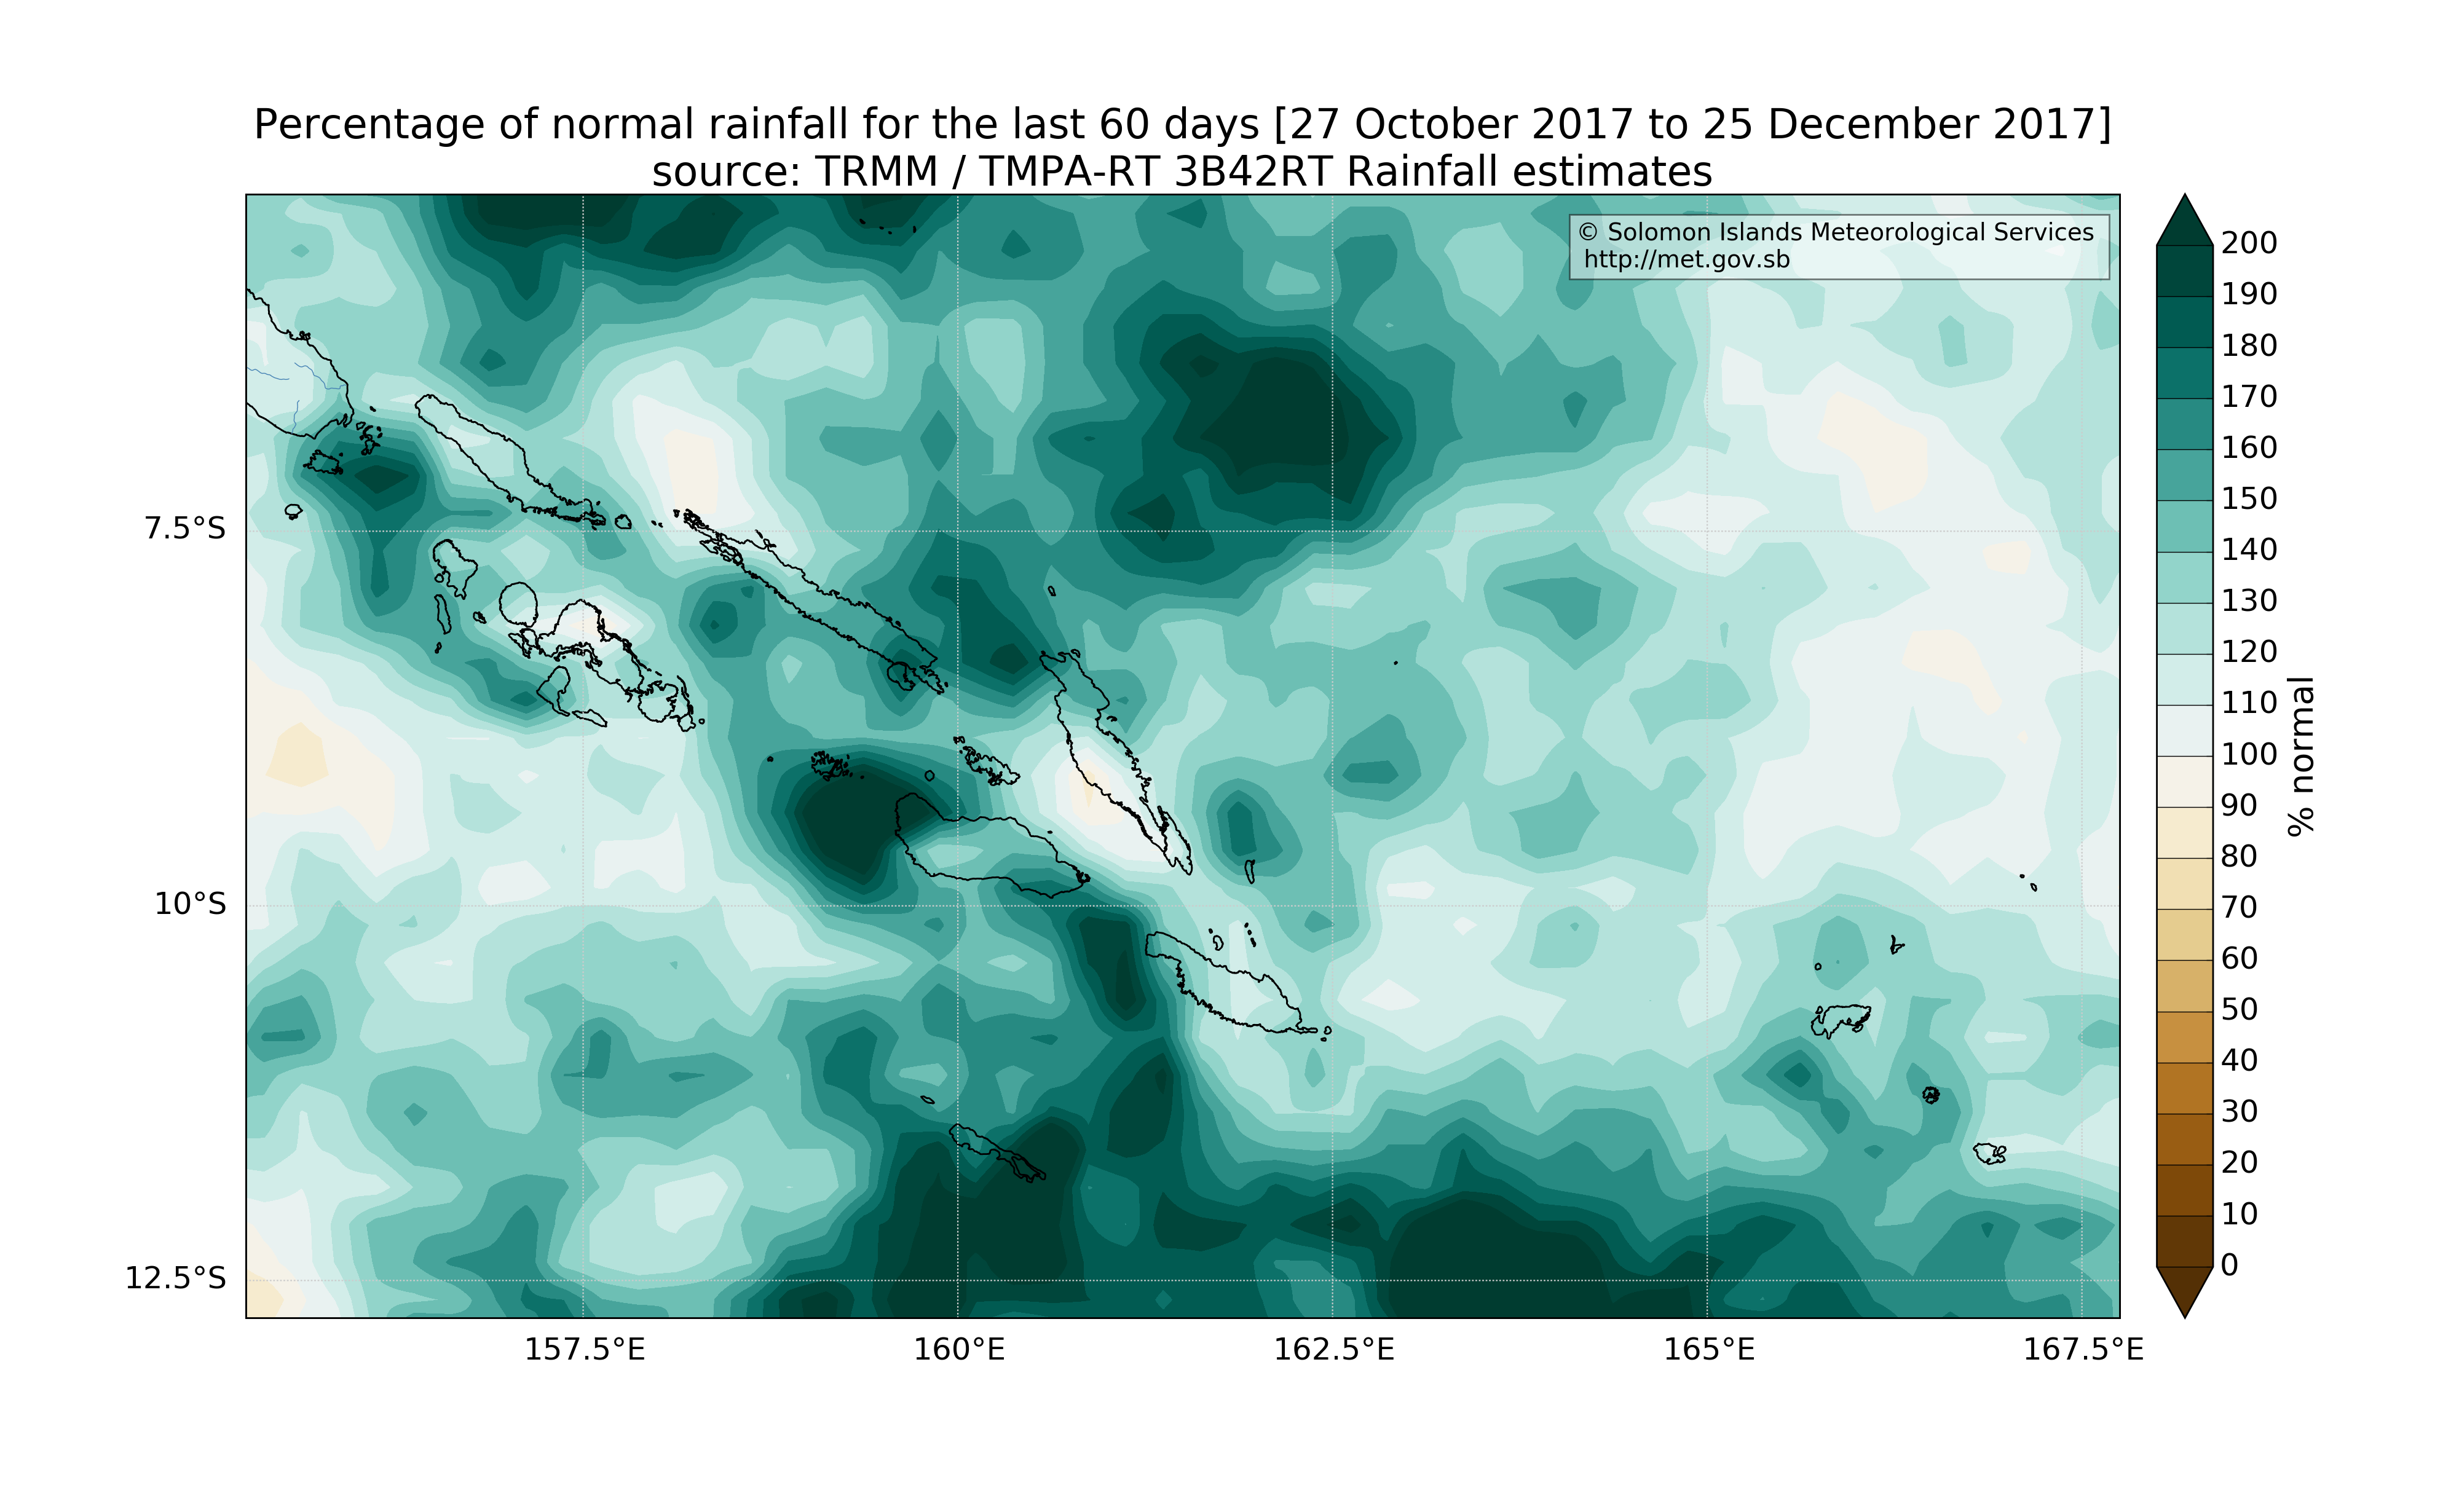 Percentage of normal rainfall for the last 60 days [27 October 2017 to 25 December 2017]
source: TRMM / TMPA-RT 3B42RT Rainfall estimates
© Solomon Islands Meteorological Services
http://met.gov.sb
7.5°S
10°S
12.5°S
157.5°E
160°E
162.5°E
165°E
167.5°E
200
190
180
170
160
150
140
130
120
110
100
90
80
70
60
50
40
30
20
10
0
% normal